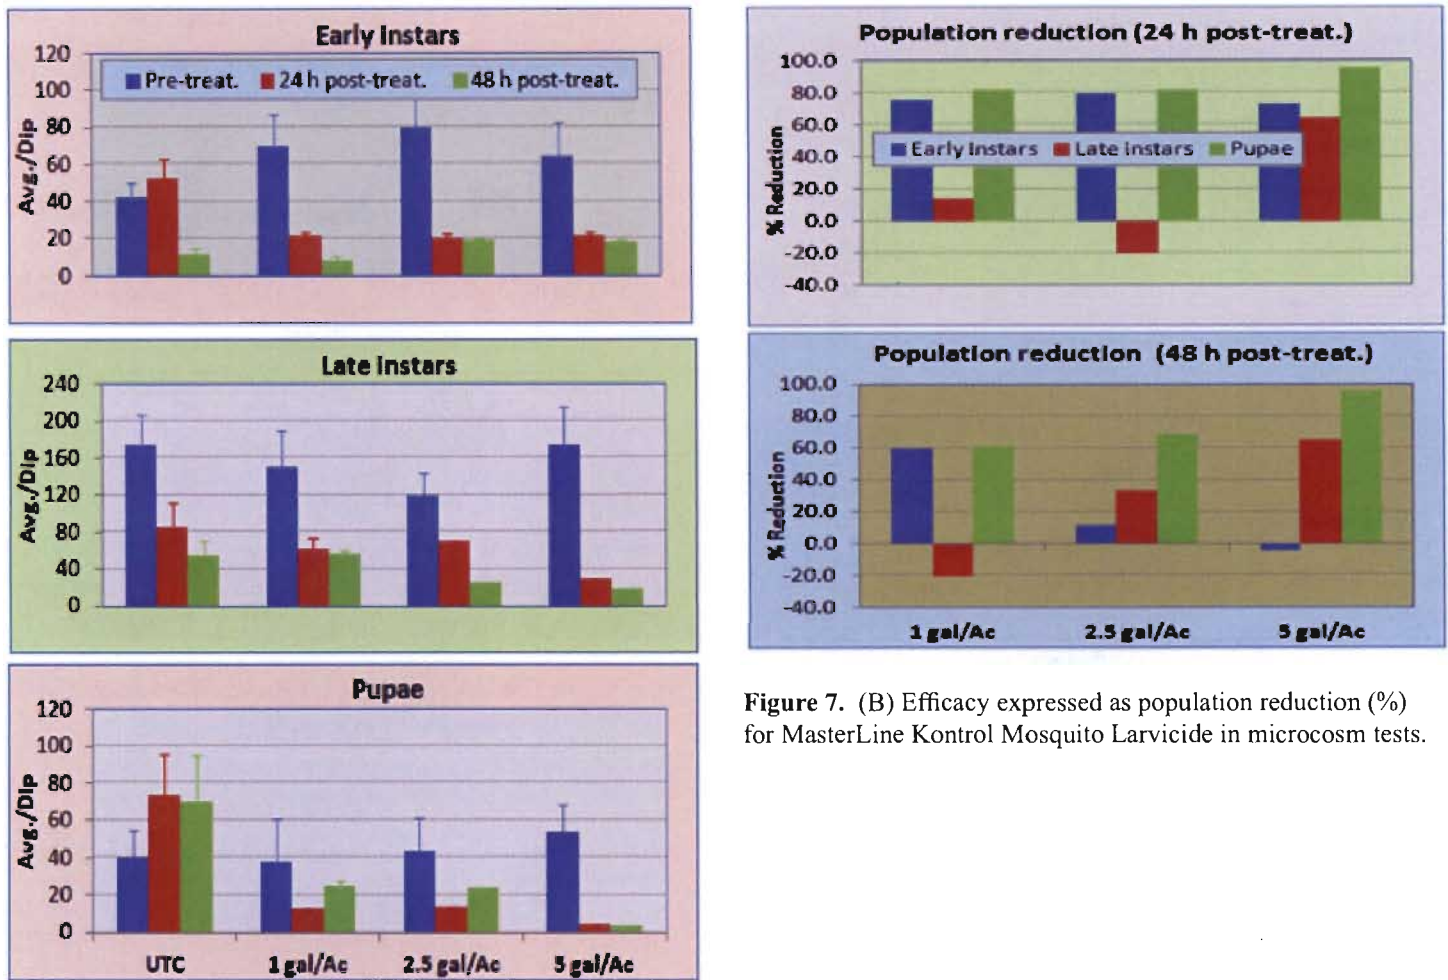 Early Instars
120
100
80
60
40
20
0
Avg./Dip
Pre-treat. 24 h post-treat. 48 h post-treat.
Late Instars
240
200
160
120
80
40
0
Avg./Dip
Pupae
120
100
80
60
40
20
0
Avg./Dip
UTC 1 gal/Ac 2.5 gal/Ac 5 gal/Ac
Population reduction (24 h post-treat.)
100.0
80.0
60.0
40.0
20.0
0.0
-20.0
-40.0
% Reduction
Early Instars Late Instars Pupae
Population reduction (48 h post-treat.)
100.0
80.0
60.0
40.0
20.0
0.0
-20.0
-40.0
% Reduction
1 gal/Ac 2.5 gal/Ac 5 gal/Ac
Figure 7. (B) Efficacy expressed as population reduction (%)
for MasterLine Kontrol Mosquito Larvicide in microcosm tests.